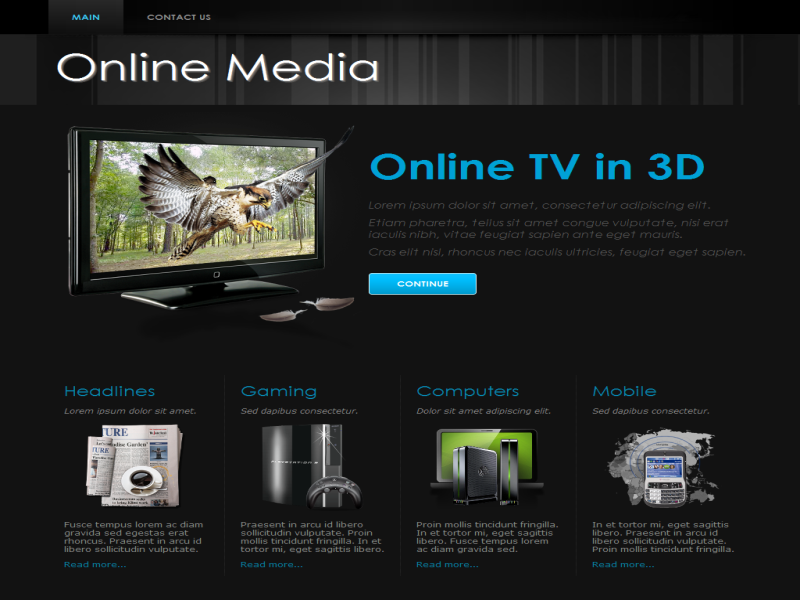 MAIN
CONTACT US
Online Media
Online TV in 3D
Lorem ipsum dolor sit amet, consectetur adipiscing elit.
Etiam pharetra, tellus sit amet congue vulputate, nisi erat
iaculis nibh, vitae feugiat sapien ante eget mauris.
Cras elit nisl, rhoncus nec iaculis ultricies, feugiat eget sapien.
CONTINUE
Headlines
Lorem ipsum dolor sit amet.
TURE
TURE
Fusce tempus lorem ac diam
gravida sed egestas erat
rhoncus. Praesent in arcu id
libero sollicitudin vulputate.
Read more...
Gaming
Sed dapibus consectetur.
Praesent in arcu id libero
sollicitudin vulputate. Proin
mollis tincidunt fringilla. In et
tortor mi, eget sagittis libero.
Read more...
Computers
Dolor sit amet adipiscing elit.
Proin mollis tincidunt fringilla.
In et tortor mi, eget sagittis
libero. Fusce tempus lorem
ac diam gravida sed.
Read more...
Mobile
Sed dapibus consectetur.
In et tortor mi, eget sagittis
libero. Praesent in arcu id
libero sollicitudin vulputate.
Proin mollis tincidunt fringilla.
Read more...